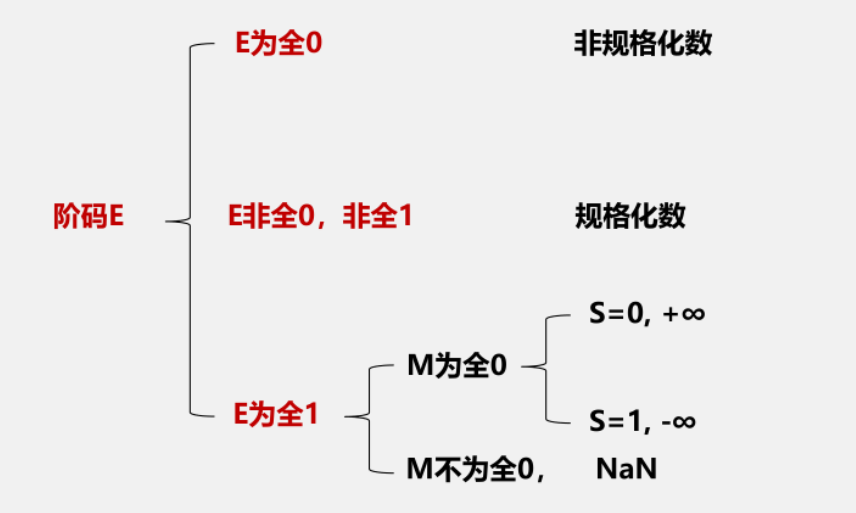 E为全0 非规格化数
阶码E E非全0，非全1 规格化数
S=0, +∞
M为全0
E为全1
S=1, -∞
M不为全0， NaN